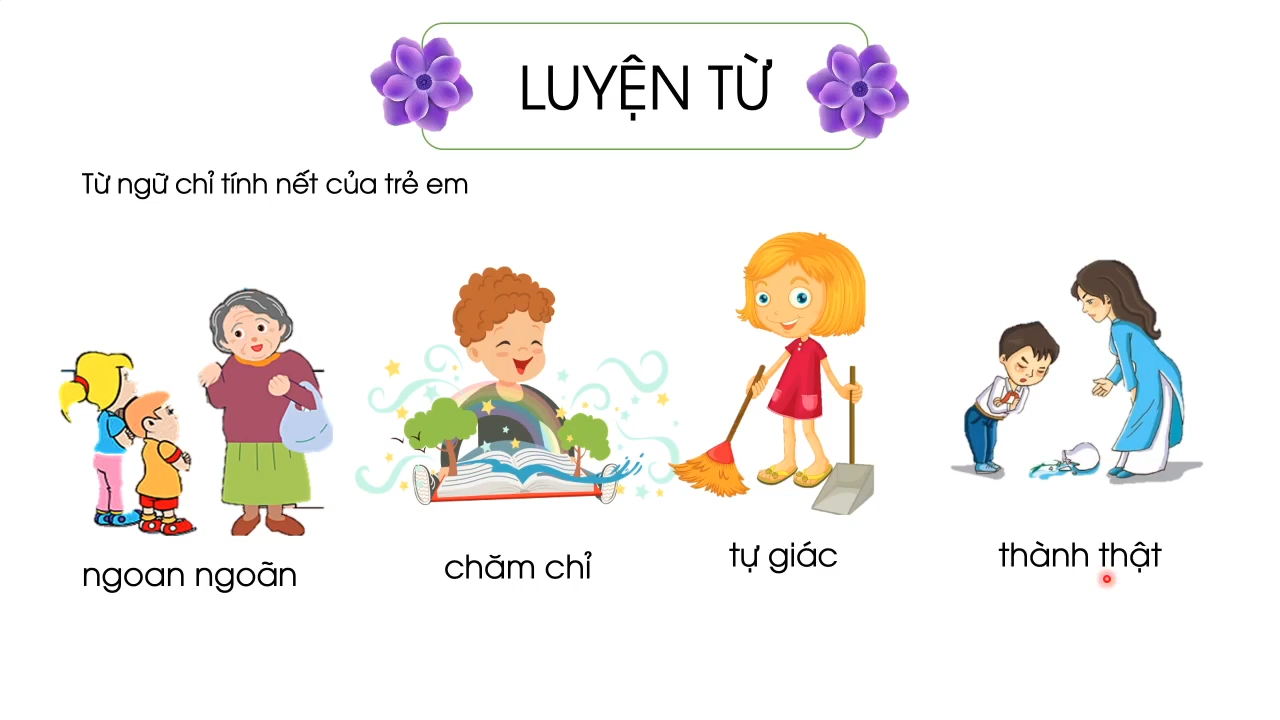 LUYỆN TỪ
Từ ngữ chỉ tính nết của trẻ em
ngoan ngoãn
chăm chỉ
tự giác
thành thật